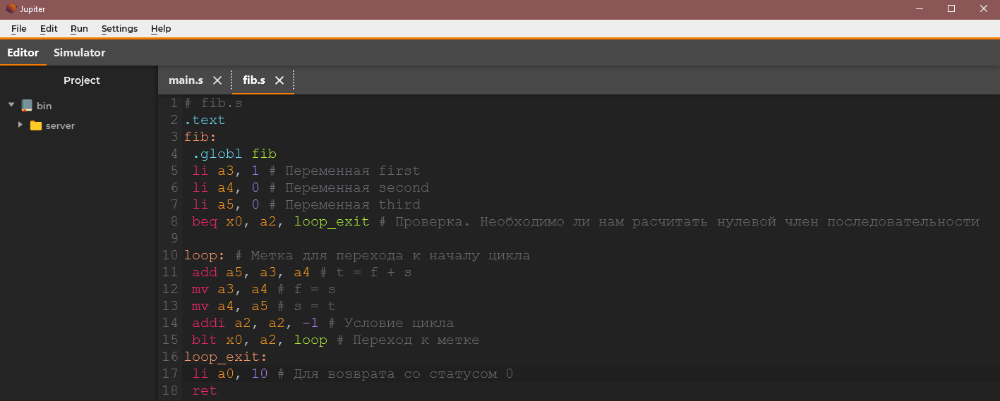 Jupiter
File Edit Run Settings Help
Editor Simulator
Project
bin
server
main.s fib.s
1 # fib.s
2 .text
3 fib:
4 .globl fib
5 li a3, 1 # Переменная first
6 li a4, 0 # Переменная second
7 li a5, 0 # Переменная third
8 beq x0, a2, loop_exit # Проверка. Необходимо ли нам расчитать нулевой член последовательности
9
10 loop: # Метка для перехода к началу цикла
11 add a5, a3, a4 # t = f + s
12 mv a3, a4 # f = s
13 mv a4, a5 # s = t
14 addi a2, a2, -1 # Условие цикла
15 blt x0, a2, loop # Переход к метке
16 loop_exit:
17 li a0, 10 # Для возврата со статусом 0
18 ret